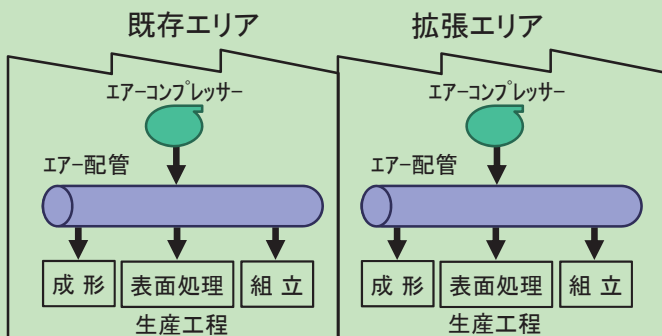 既存エリア
エアーコンプレッサー
エアー配管
成 形
表面処理
組 立
生産工程
拡張エリア
エアーコンプレッサー
エアー配管
成 形
表面処理
組 立
生産工程